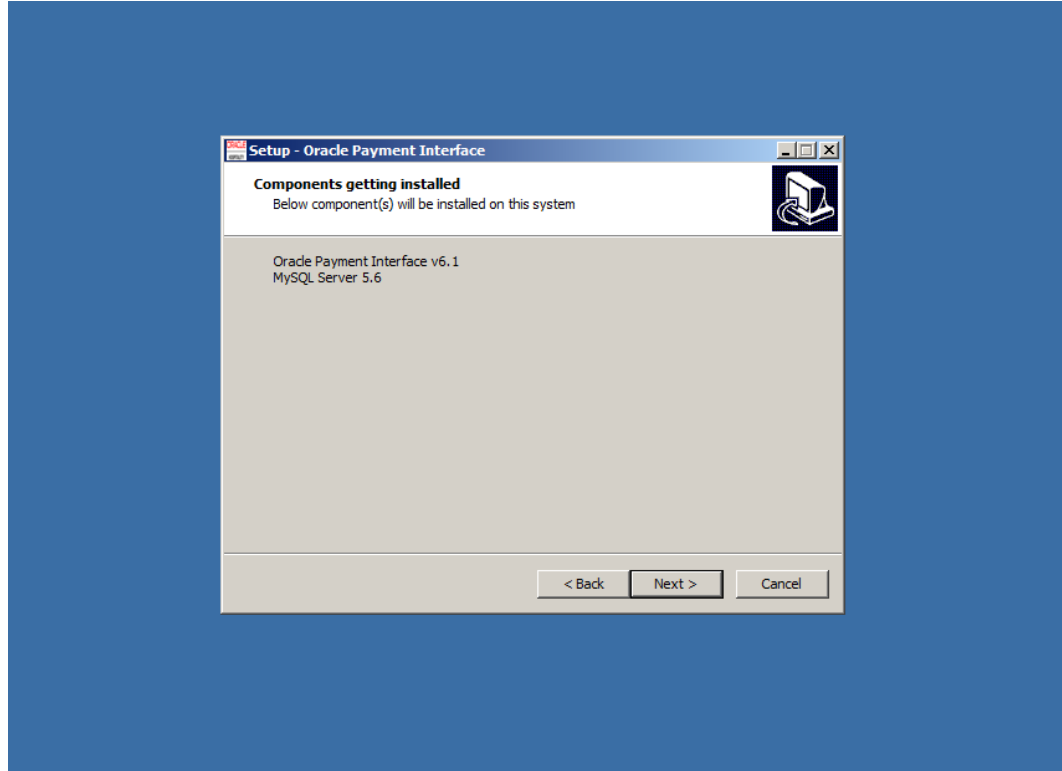 Setup - Oracle Payment Interface
Components getting installed
Below component(s) will be installed on this system
Oracle Payment Interface v6.1
MySQL Server 5.6
< Back
Next >
Cancel